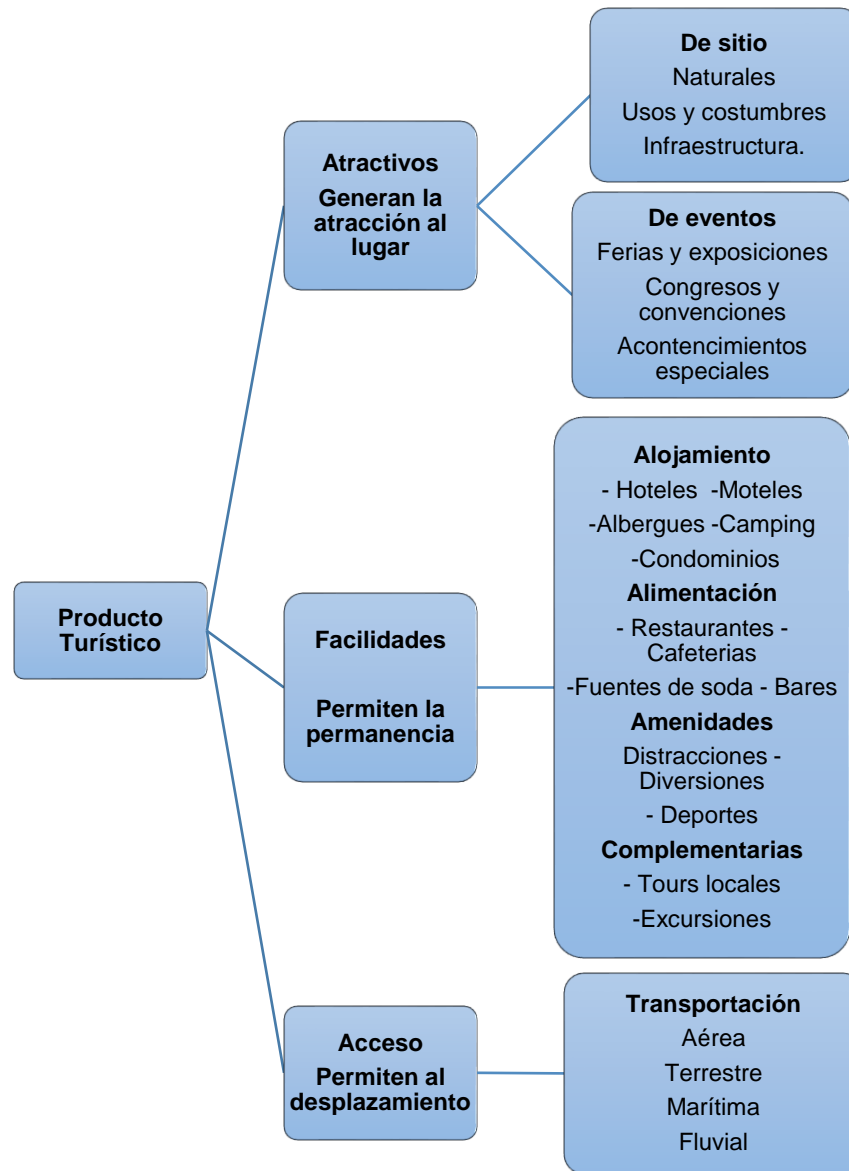 De sitio
Naturales
Usos y costumbres
Infraestructura.
Atractivos
Generan la
atracción al
lugar
De eventos
Ferias y exposiciones
Congresos y
convenciones
Acontencimientos
especiales
Producto
Turístico
Facilidades
Permiten la
permanencia
Alojamiento
- Hoteles -Moteles
-Albergues -Camping
-Condominios
Alimentación
- Restaurantes -
Cafeterias
-Fuentes de soda - Bares
Amenidades
Distracciones -
Diversiones
- Deportes
Complementarias
- Tours locales
-Excursiones
Acceso
Permiten al
desplazamiento
Transportación
Aérea
Terrestre
Marítima
Fluvial